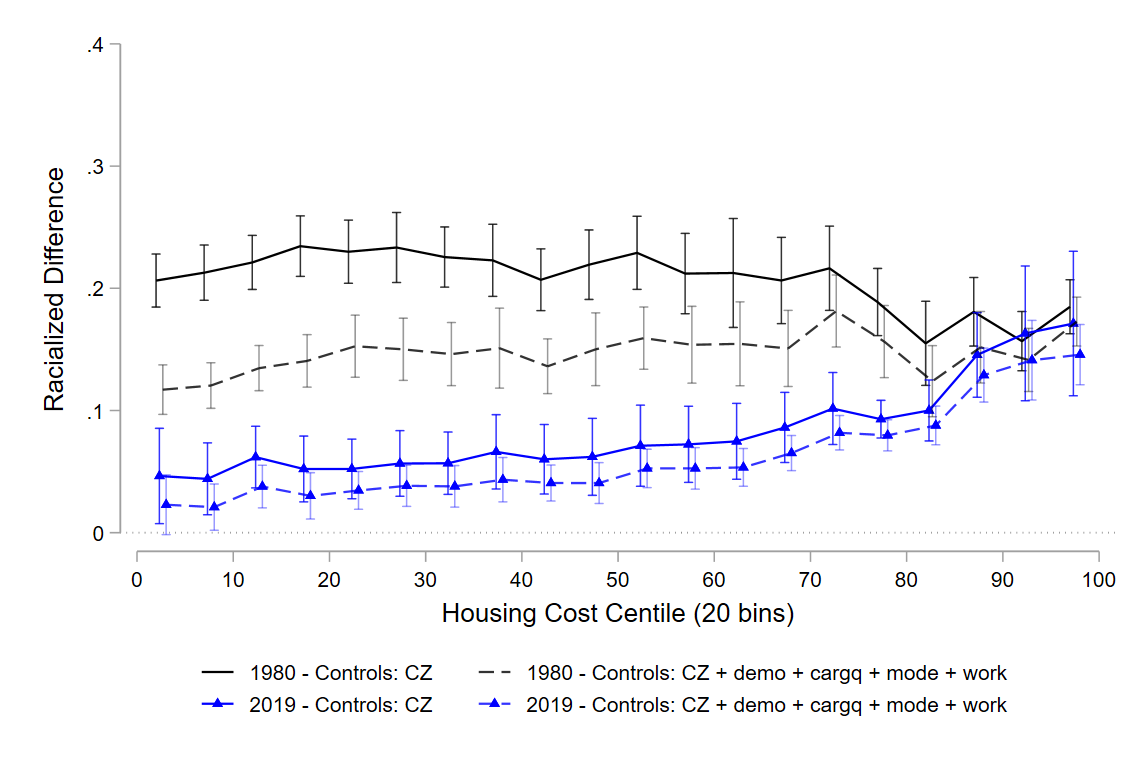 .4
.3
.2
.1
0
Racialized Difference
0 10 20 30 40 50 60 70 80 90 100
Housing Cost Centile (20 bins)
1980 - Controls: CZ 1980 - Controls: CZ + demo + cargq + mode + work
2019 - Controls: CZ 2019 - Controls: CZ + demo + cargq + mode + work